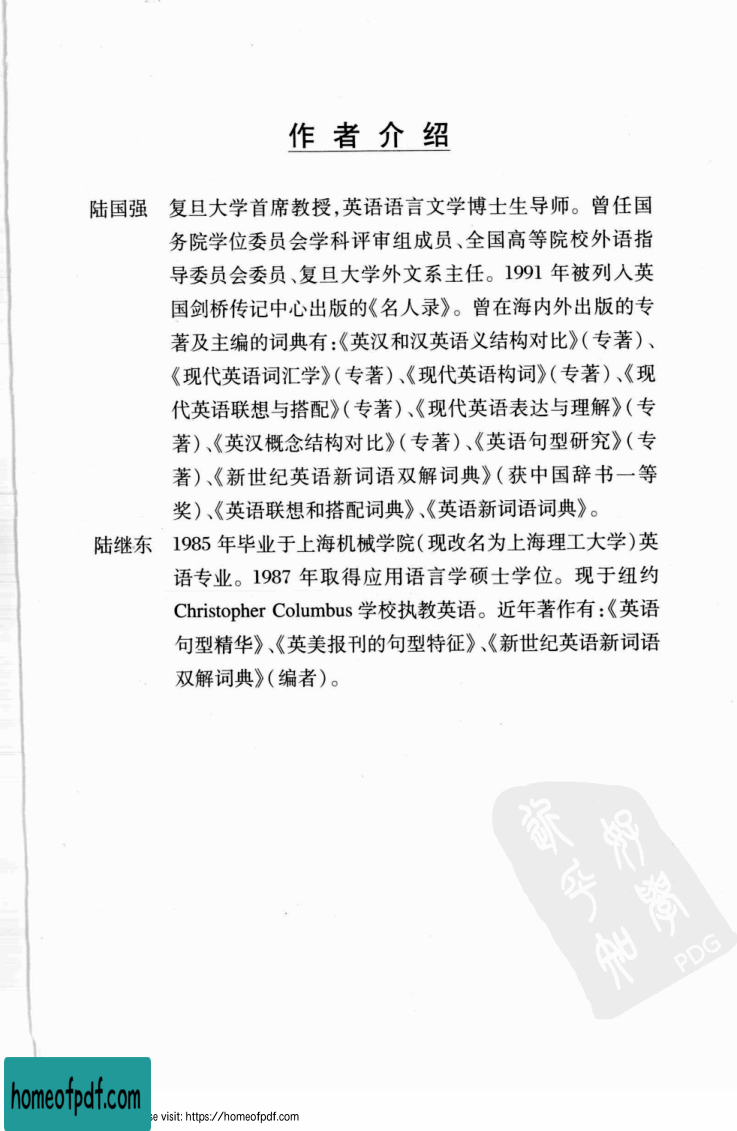 作者介绍
陆国强 复旦大学首席教授,英语语言文学博士生导师。曾任国
务院学位委员会学科评审组成员、全国高等院校外语指
导委员会委员、复旦大学外文系主任。1991 年被列入英
国剑桥传记中心出版的《名人录》。曾在海内外出版的专
著及主编的词典有:《英汉和汉英语义结构对比》(专著)、
《现代英语词汇学》(专著)、《现代英语构词》(专著)、《现
代英语联想与搭配》(专著)、《现代英语表达与理解》(专
著)、《英汉概念结构对比》(专著)、《英语句型研究》(专
著)、《新世纪英语新词语双解词典》(获中国辞书一等
奖)、《英语联想和搭配词典》、《英语新词语词典》。
陆继东 1985 年毕业于上海机械学院(现改名为上海理工大学)英
语专业。1987 年取得应用语言学硕士学位。现于纽约
Christopher Columbus 学校执教英语。近年著作有:《英语
句型精华》、《英美报刊的句型特征》、《新世纪英语新词语
双解词典》(编者)。
PDG
homeofpdf.com
se visit: https://homeofpdf.com